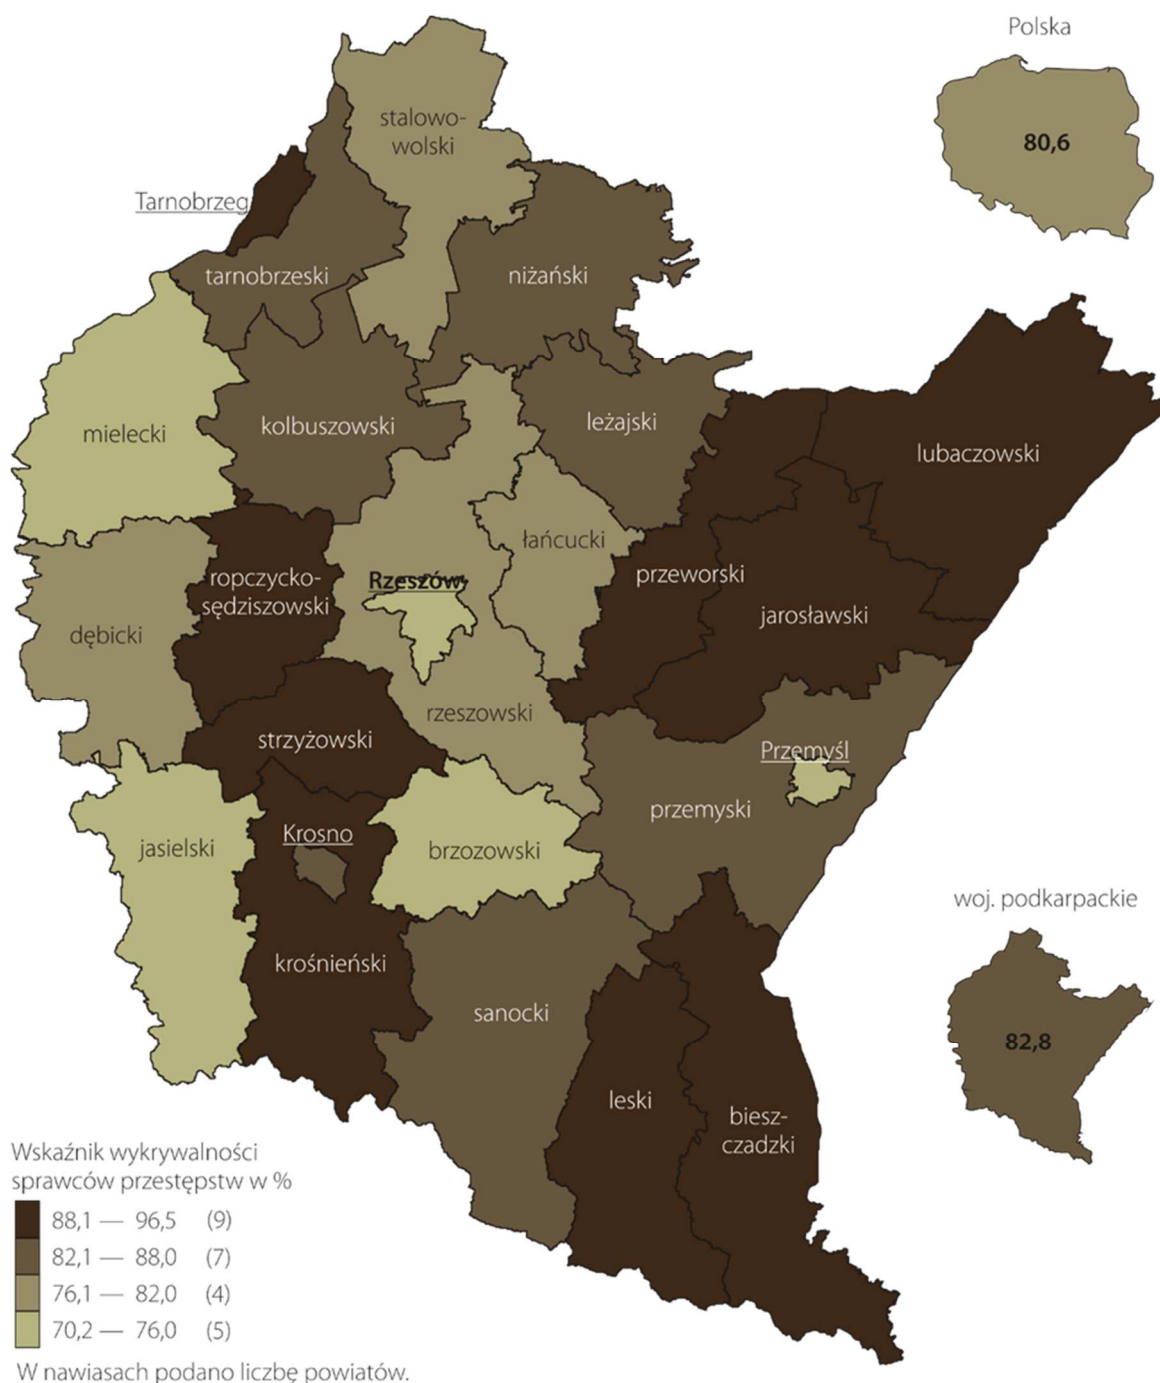 Polska
80,6
stalowo-
wolski
Tarnobrzeg
tarnobrzeski
niżański
mielecki
kolbuszowski
leżajski
lubaczowski
łańcucki
ropczycko-
sędziszowski
Rzeszów
przeworski
jarosławski
dębicki
rzeszowski
strzyżowski
Przemyśl
przemyski
jasielski
Krosno
brzozowski
woj. podkarpackie
82,8
krośnieński
sanocki
leski
biesz-
czadzki
Wskaźnik wykrywalności
sprawców przestępstw w %
88,1 — 96,5 (9)
82,1 — 88,0 (7)
76,1 — 82,0 (4)
70,2 — 76,0 (5)
W nawiasach podano liczbę powiatów.